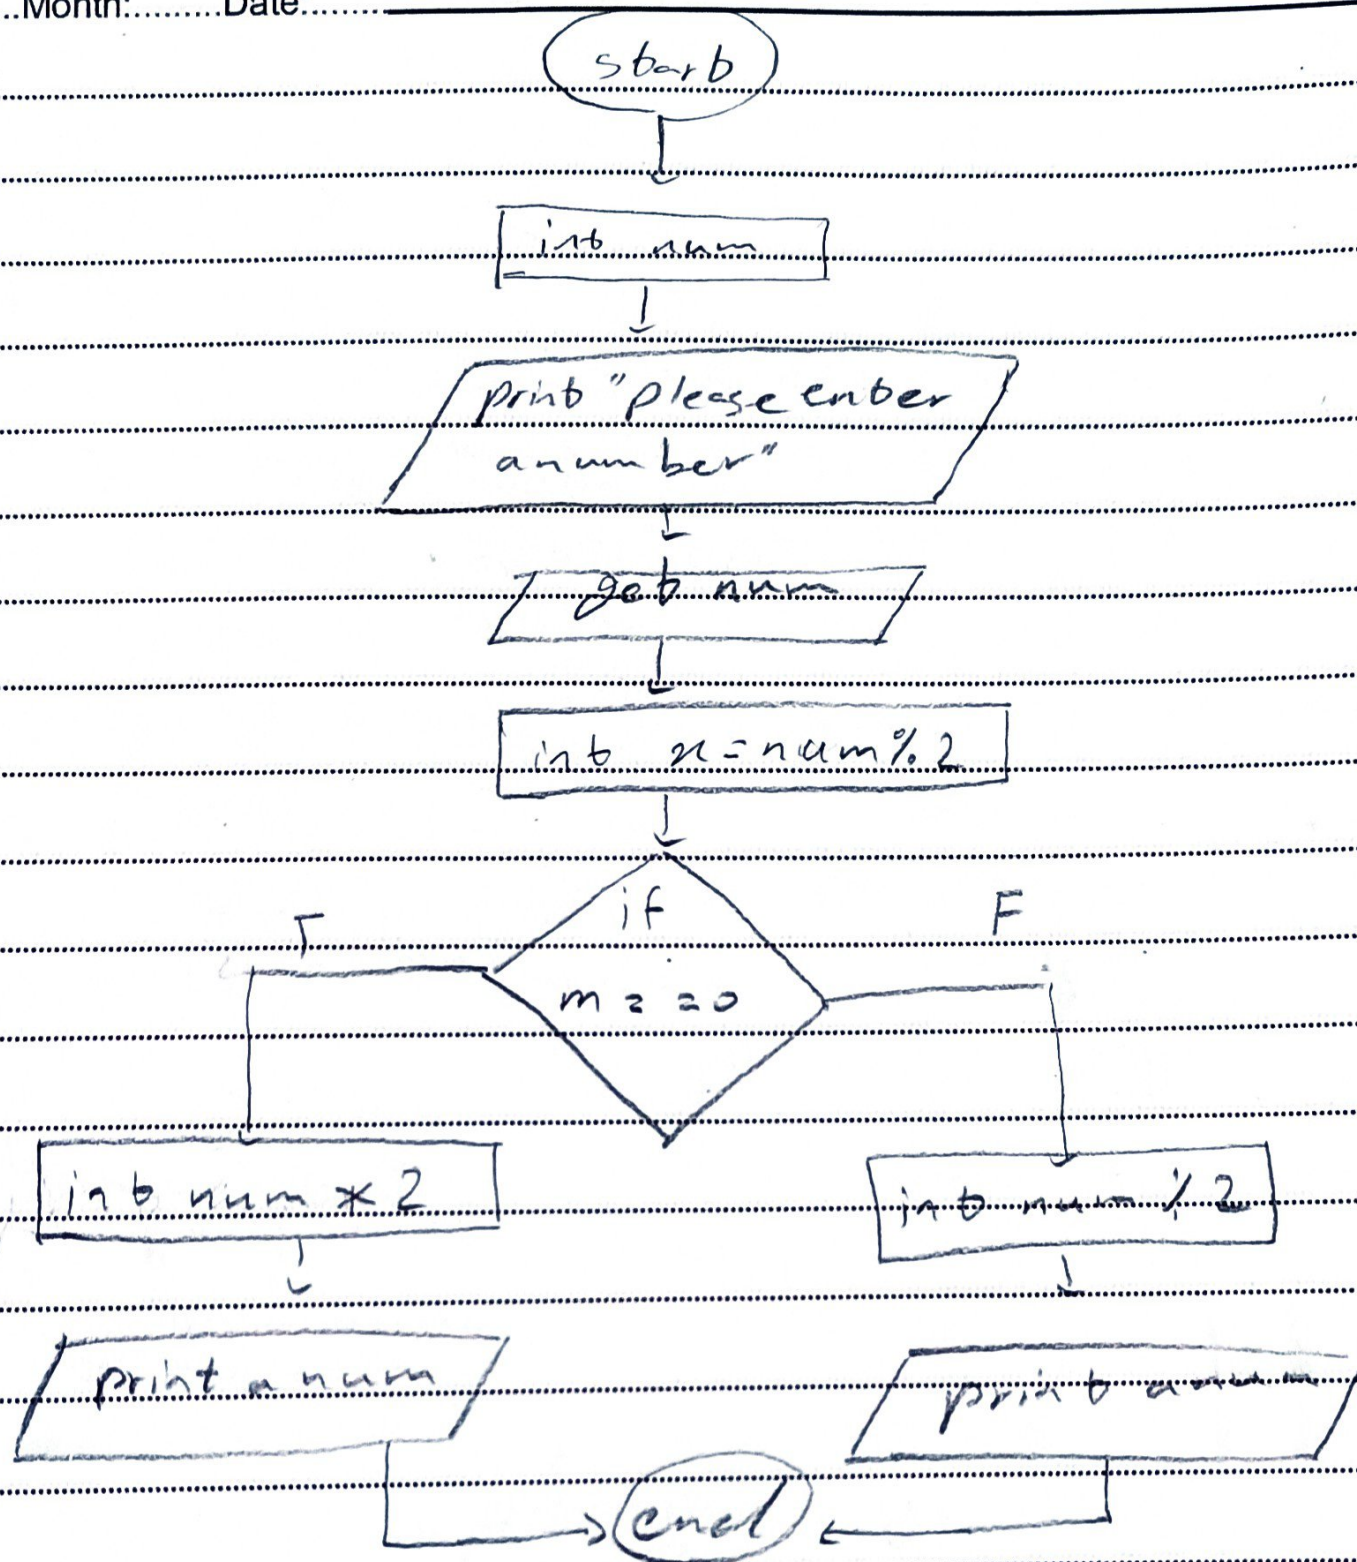 ..Month:.........Date.........
start
int num
print "please enter
a number"
get num
int x=num%2
if
m==0
T
F
int num*2
int num%2
print a num
print a num
end